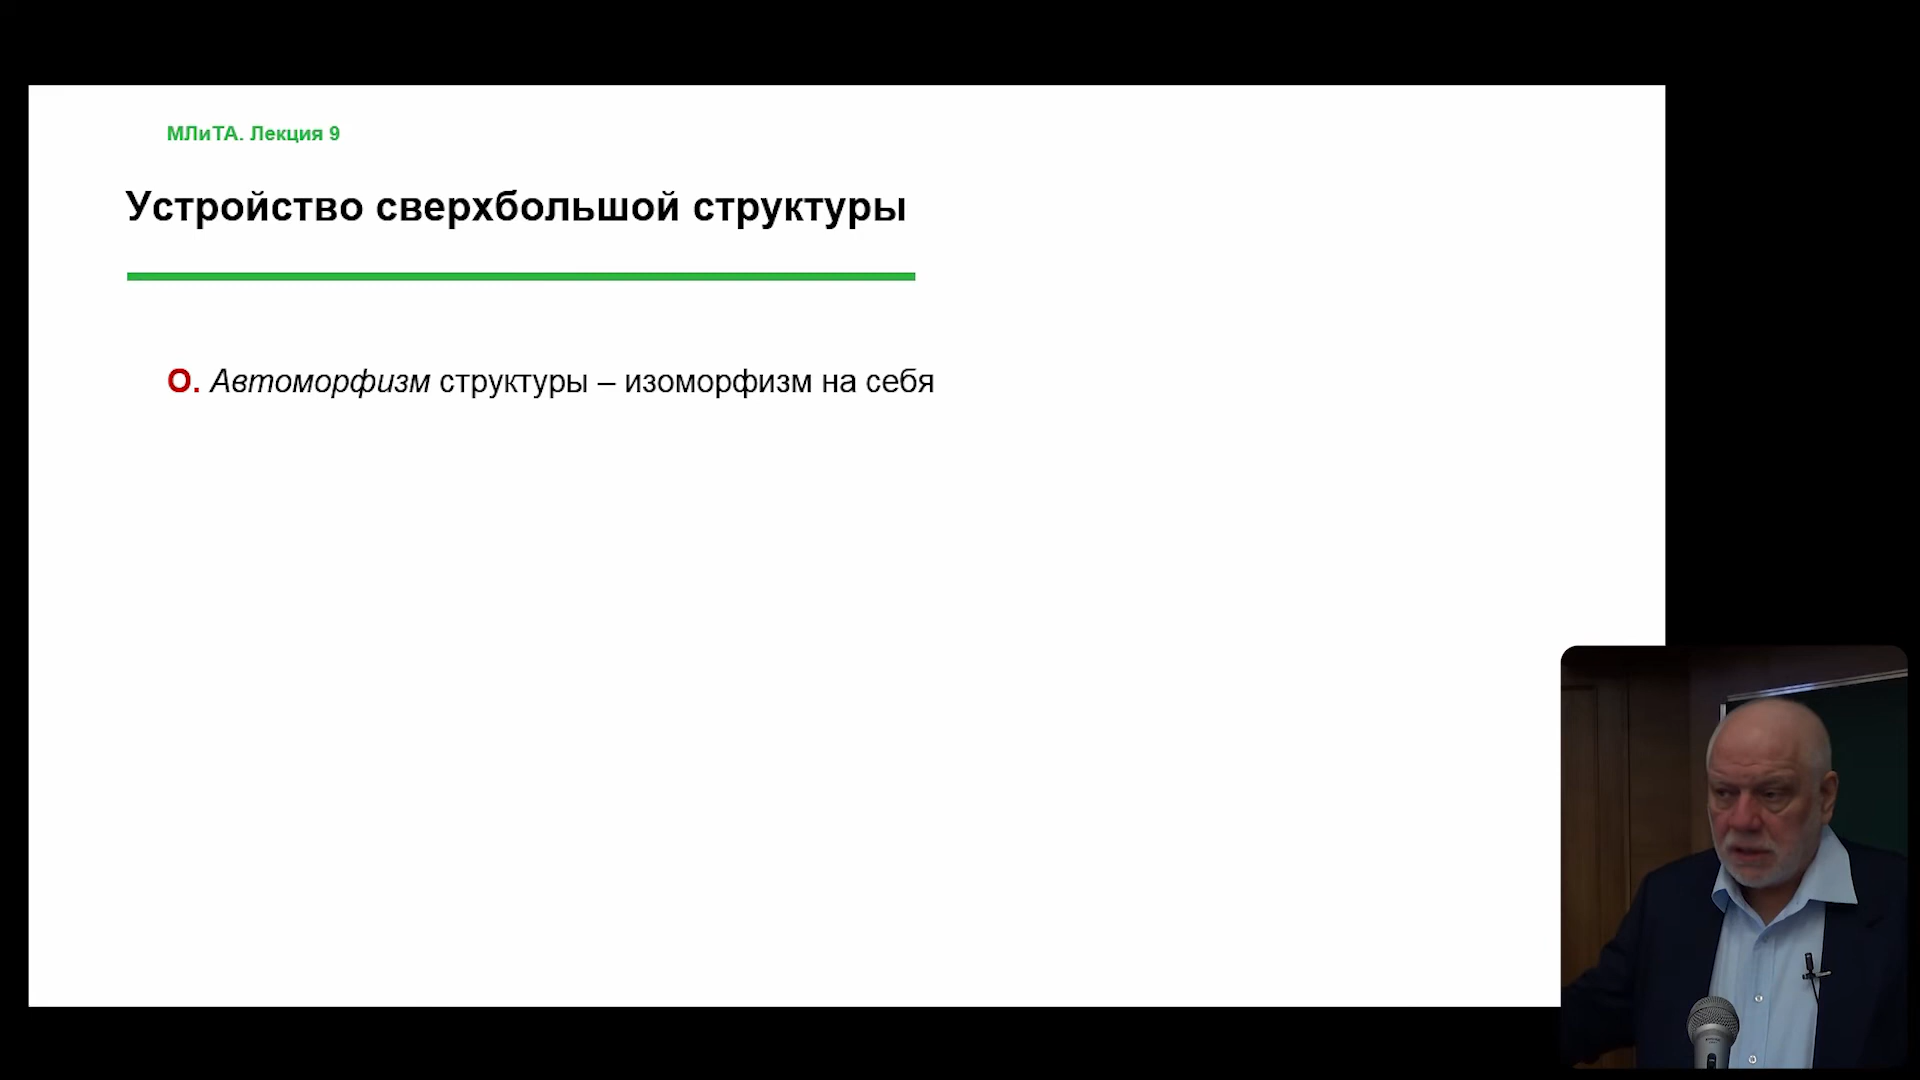 МЛиТА. Лекция 9
Устройство сверхбольшой структуры
О. Автоморфизм структуры – изоморфизм на себя